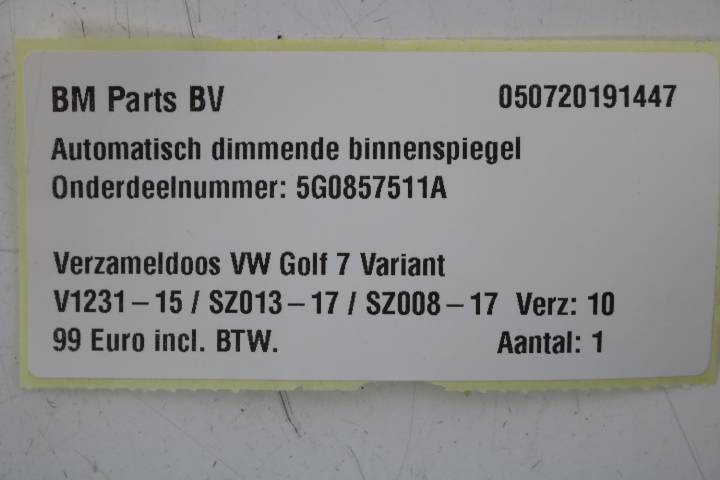 BM Parts BV 050720191447
Automatisch dimmende binnenspiegel
Onderdeelnummer: 5G0857511A
Verzameldoos VW Golf 7 Variant
V1231 – 15 / SZ013 – 17 / SZ008 – 17 Verz: 10
99 Euro incl. BTW. Aantal: 1